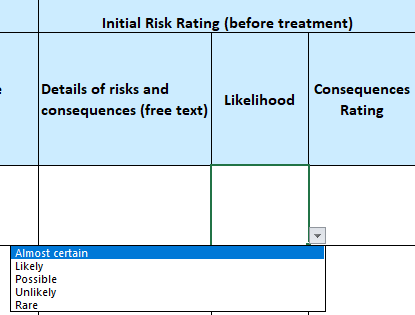 Initial Risk Rating (before treatment)
e
Details of risks and
consequences (free text)
Likelihood
Consequences
Rating
Almost certain
Likely
Possible
Unlikely
Rare